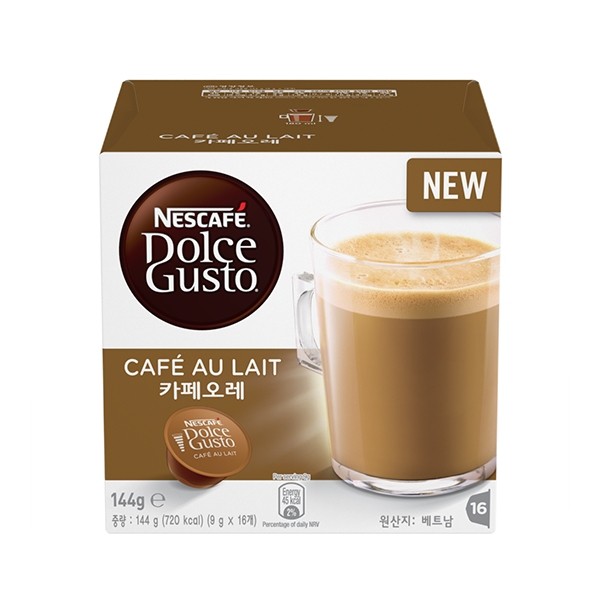 CAFÉ AU LAIT
카페오레
NEW
NESCAFÉ.
Dolce
Gusto.
CAFÉ AU LAIT
카페오레
NESCAFÉ
Dolce
Gusto
CAFÉ AU LAIT
144g ℮
중량 : 144 g (720 kcal) (9 g x 16개)
Energy
45 kcal
2%
Percentage of daily NRV
원산지: 베트남
16